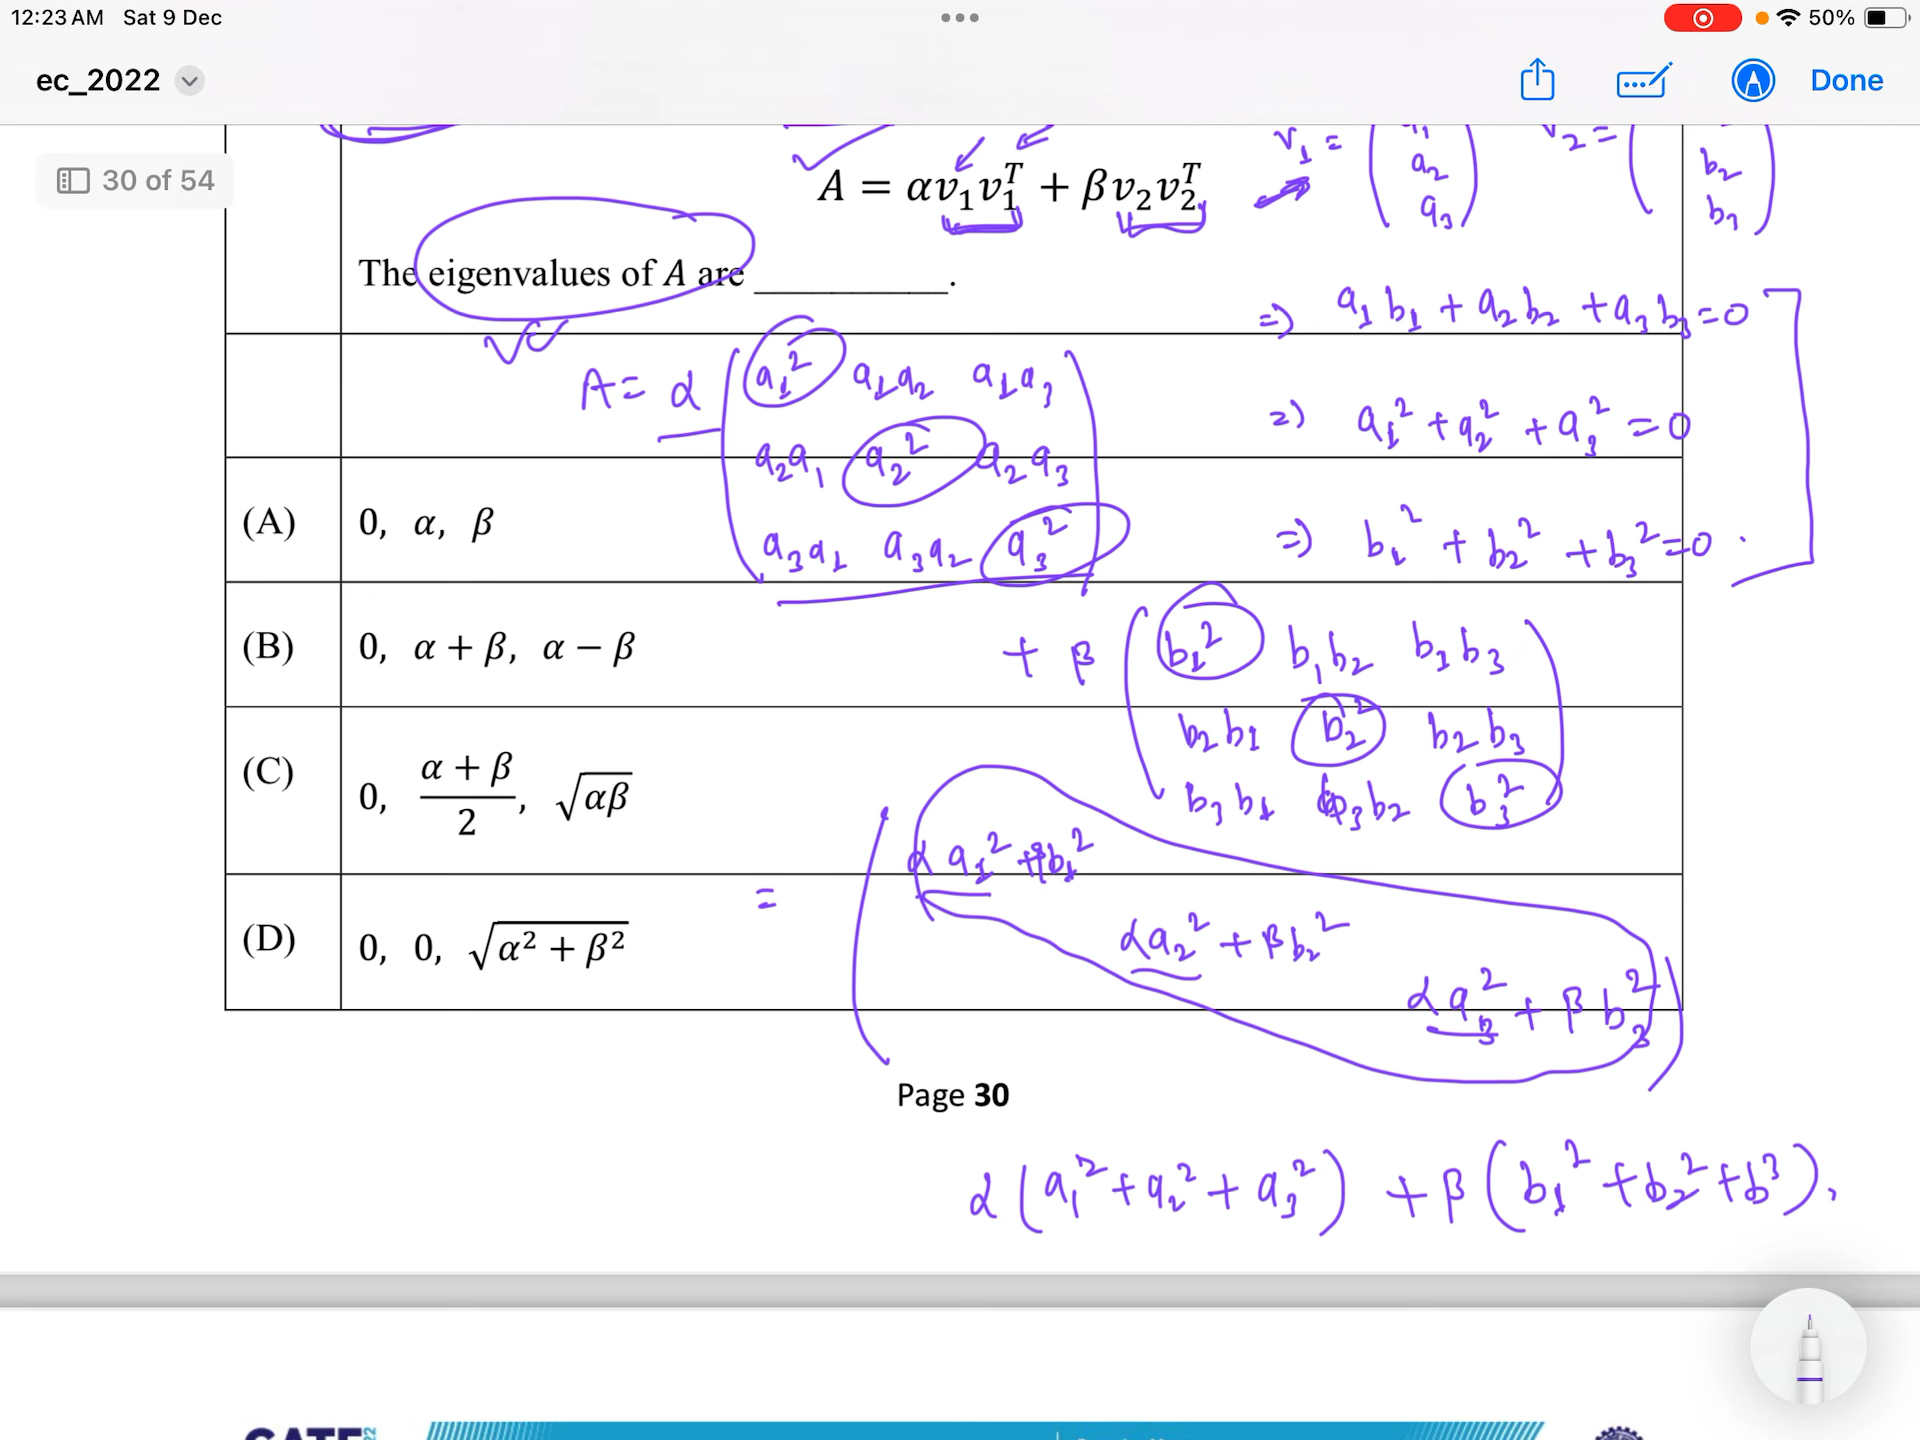 12:23 AM Sat 9 Dec
50%
ec_2022
Done
30 of 54
A = αv₁v₁ᵀ + βv₂v₂ᵀ,
v₁ =
a₂
a₃
v₂ =
b₂
The eigenvalues of A are __________.
=> a₁b₁ + a₂b₂ + a₃b₃ = 0
A = α
a₁² a₁a₂ a₁a₃
a₂a₁ a₂² a₂a₃
a₃a₁ a₃a₂ a₃²
=) a₁² + a₂² + a₃² = 0
=) b₁² + b₂² + b₃² = 0
(A) 0, α, β
(B) 0, α + β, α − β
+ β
b₁² b₁b₂ b₁b₃
b₂b₁ b₂² b₂b₃
b₃b₁ b₃b₂ b₃²
(C) 0, (α + β)/2, √αβ
(D) 0, 0, √α² + β²
=
αa₁² + βb₁²
αa₂² + βb₂²
αa₃² + βb₃²
Page 30
α(a₁² + a₂² + a₃²) + β(b₁² + b₂² + b³),